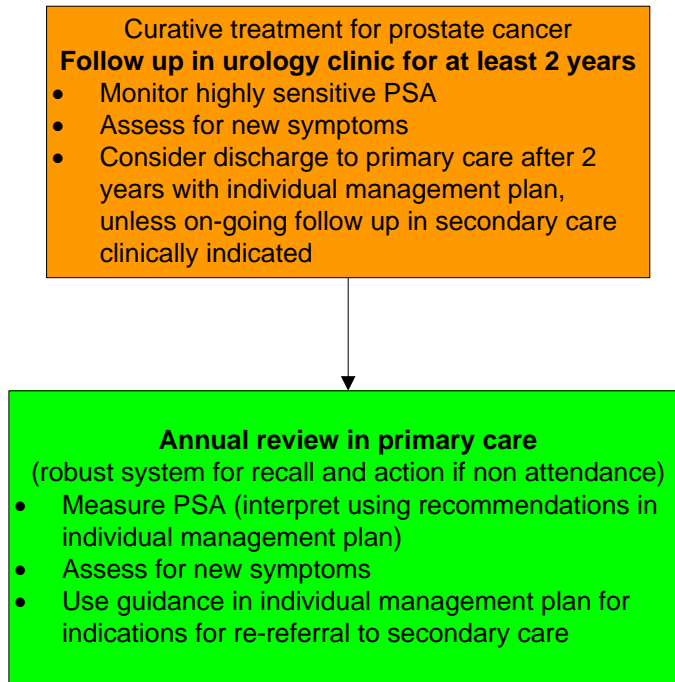 Curative treatment for prostate cancer
Follow up in urology clinic for at least 2 years
• Monitor highly sensitive PSA
• Assess for new symptoms
• Consider discharge to primary care after 2
years with individual management plan,
unless on-going follow up in secondary care
clinically indicated
Annual review in primary care
(robust system for recall and action if non attendance)
• Measure PSA (interpret using recommendations in
individual management plan)
• Assess for new symptoms
• Use guidance in individual management plan for
indications for re-referral to secondary care